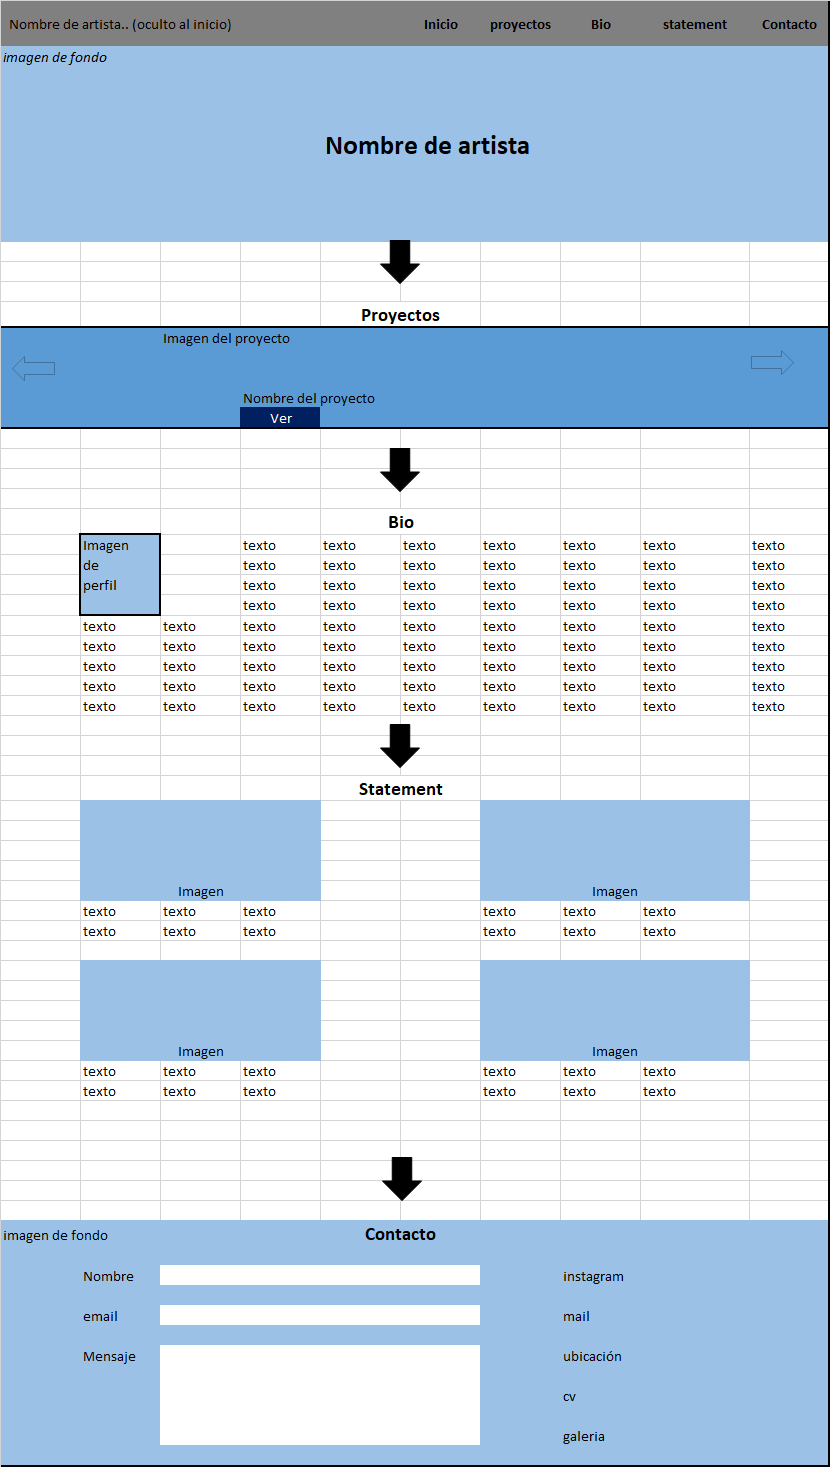 Nombre de artista.. (oculto al inicio) Inicio proyectos Bio statement Contacto
imagen de fondo
Nombre de artista
Proyectos
Imagen del proyecto
Nombre del proyecto
Ver
Bio
Imagen texto texto texto texto texto texto texto
de texto texto texto texto texto texto texto
perfil texto texto texto texto texto texto texto
texto texto texto texto texto texto texto
texto texto texto texto texto texto texto texto texto
texto texto texto texto texto texto texto texto texto
texto texto texto texto texto texto texto texto texto
texto texto texto texto texto texto texto texto texto
texto texto texto texto texto texto texto texto texto
Statement
Imagen Imagen
texto texto texto texto texto texto
texto texto texto texto texto texto
Imagen Imagen
texto texto texto texto texto texto
texto texto texto texto texto texto
imagen de fondo Contacto
Nombre instagram
email mail
Mensaje ubicación
cv
galeria